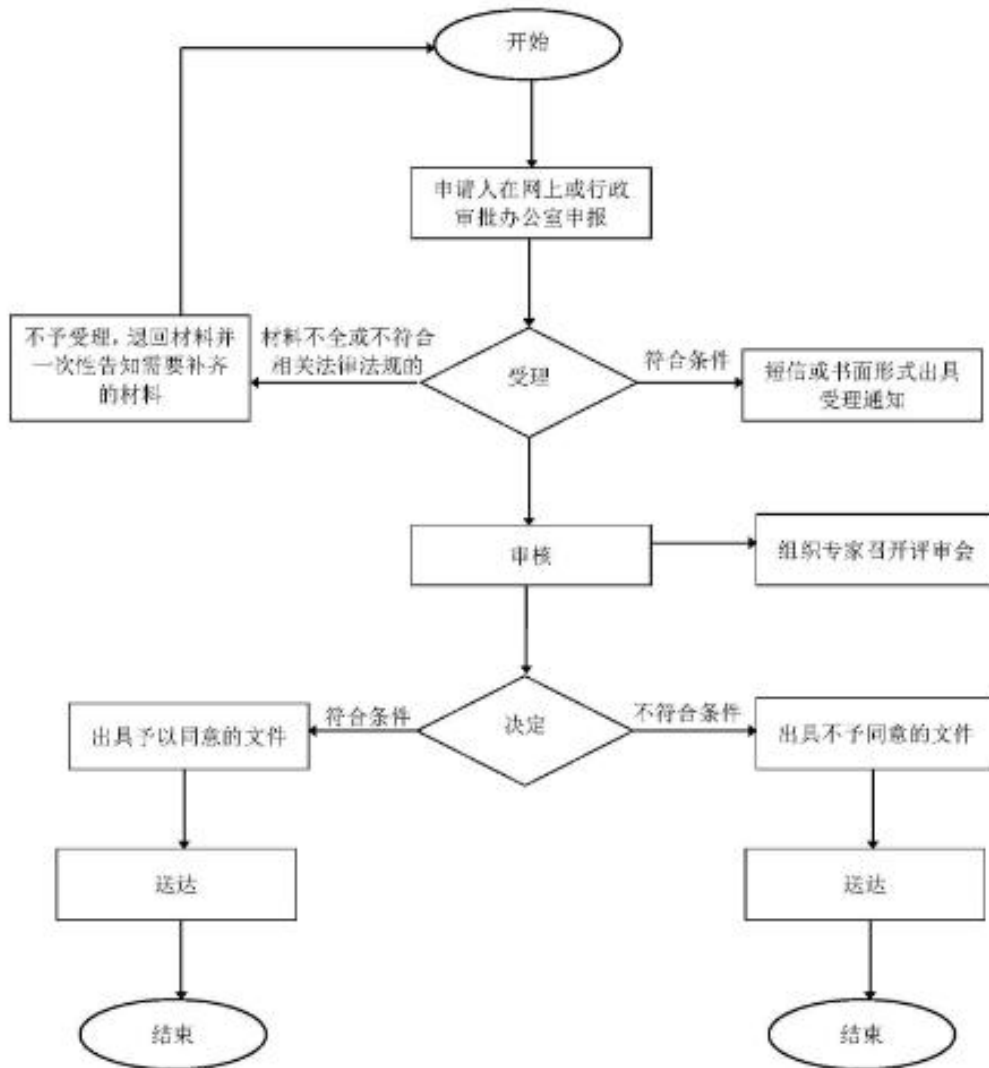 开始
申请人在网上或行政
审批办公室申报
不予受理，退回材料并
一次性告知需要补齐
的材料
材料不全或不符合
相关法律法规的
受理
符合条件
短信或书面形式出具
受理通知
审核
组织专家召开评审会
出具予以同意的文件
符合条件
决定
不符合条件
出具不予同意的文件
送达
送达
结束
结束